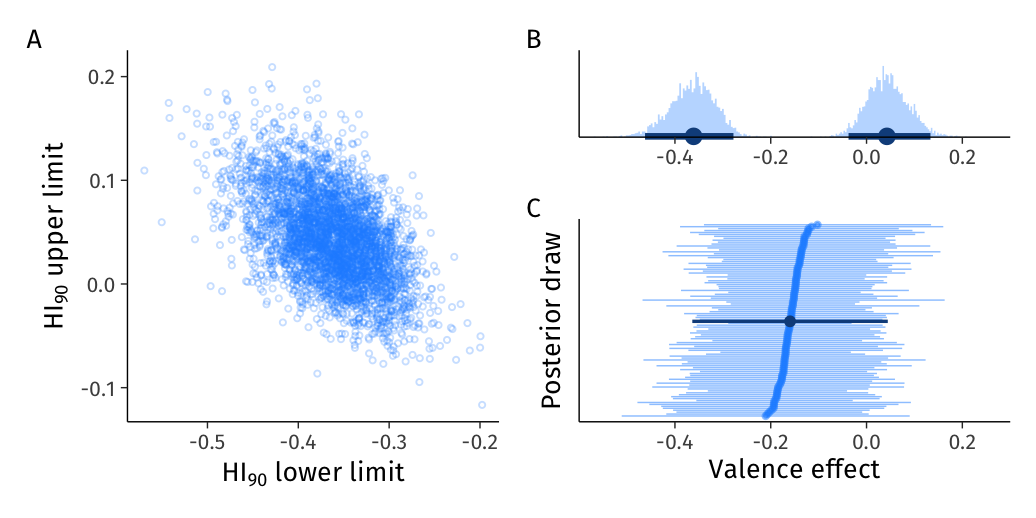 A
0.2
0.1
0.0
-0.1
HI₉₀ upper limit
-0.5 -0.4 -0.3 -0.2
HI₉₀ lower limit
B
-0.4 -0.2 0.0 0.2
C
Posterior draw
-0.4 -0.2 0.0 0.2
Valence effect